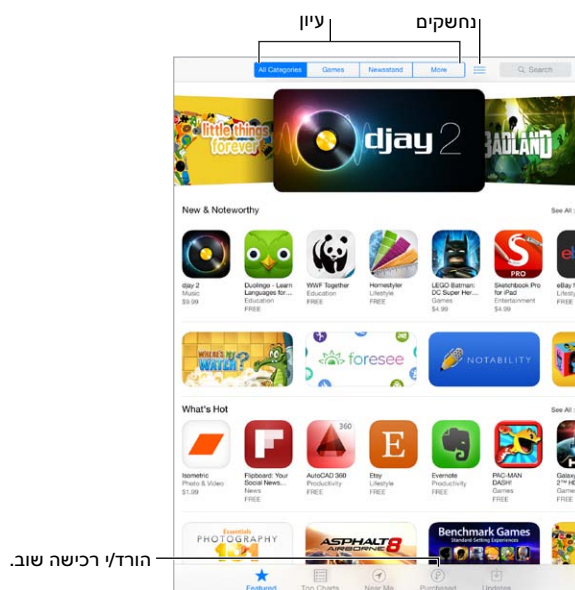 עיון
נחשקים
All Categories Games Newsstand More
Search
little things forever
djay 2
BADLAND
New & Noteworthy
See All
djay 2
Music
$9.99
Duolingo - Learn Languages for...
Education
FREE
WWF Together
Education
FREE
Homestyler
Lifestyle
FREE
LEGO Batman: DC Super Her...
Games
$4.99
PRO
Sketchbook Pro for iPad
Entertainment
$4.99
WHERE'S MY WATER?
foresee
NOTABILITY
What's Hot
See All
Isometric
Photo & Video
$1.99
Flipboard: Your Social News...
News
FREE
360
AutoCAD 360
Productivity
FREE
E
Etsy
Lifestyle
FREE
Evernote
Productivity
FREE
PAC-MAN DASH!
Games
FREE
Essentials
PHOTOGRAPHY
101
ASPHALT 8
AIRBORNE
Benchmark Games
הורד/י רכישה שוב.
Featured Top Charts Near Me Purchased Updates